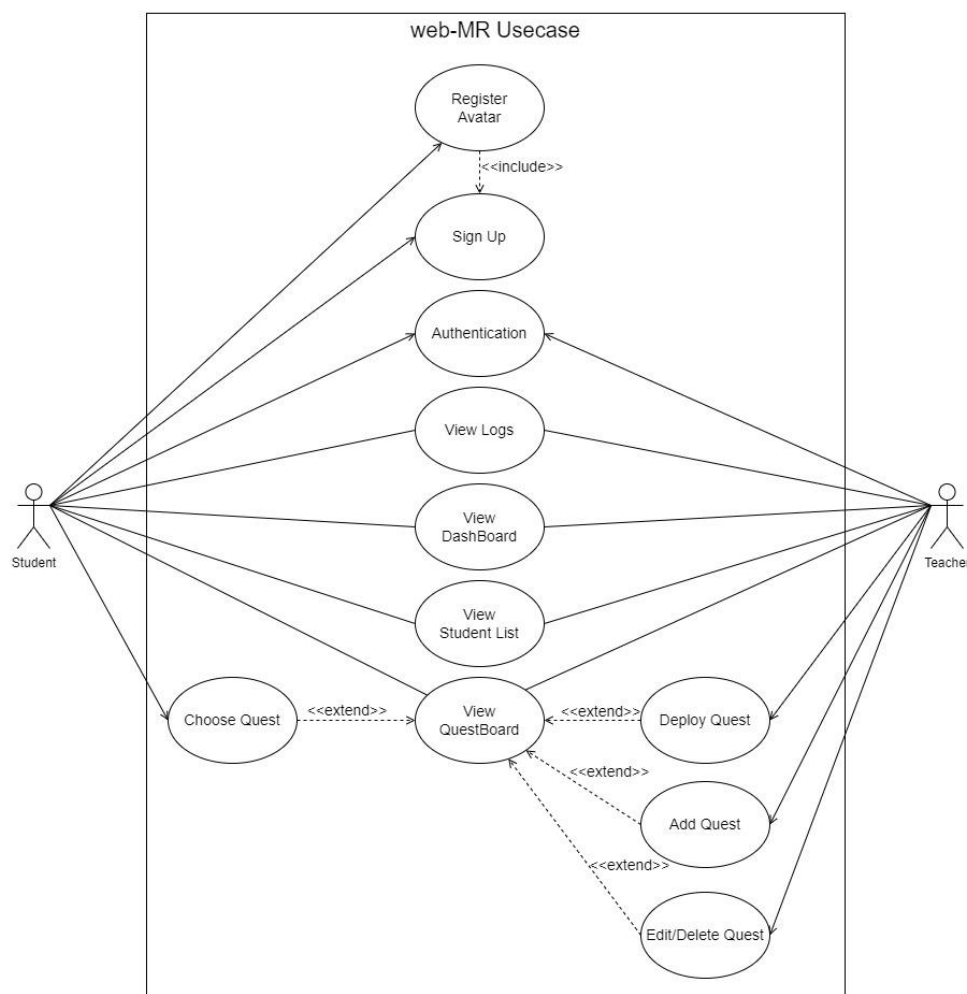 web-MR Usecase
Register
Avatar
<<include>>
Sign Up
Authentication
View Logs
View
DashBoard
Student
Teacher
View
Student List
Choose Quest
<<extend>>
View
QuestBoard
<<extend>>
Deploy Quest
<<extend>>
Add Quest
<<extend>>
Edit/Delete Quest